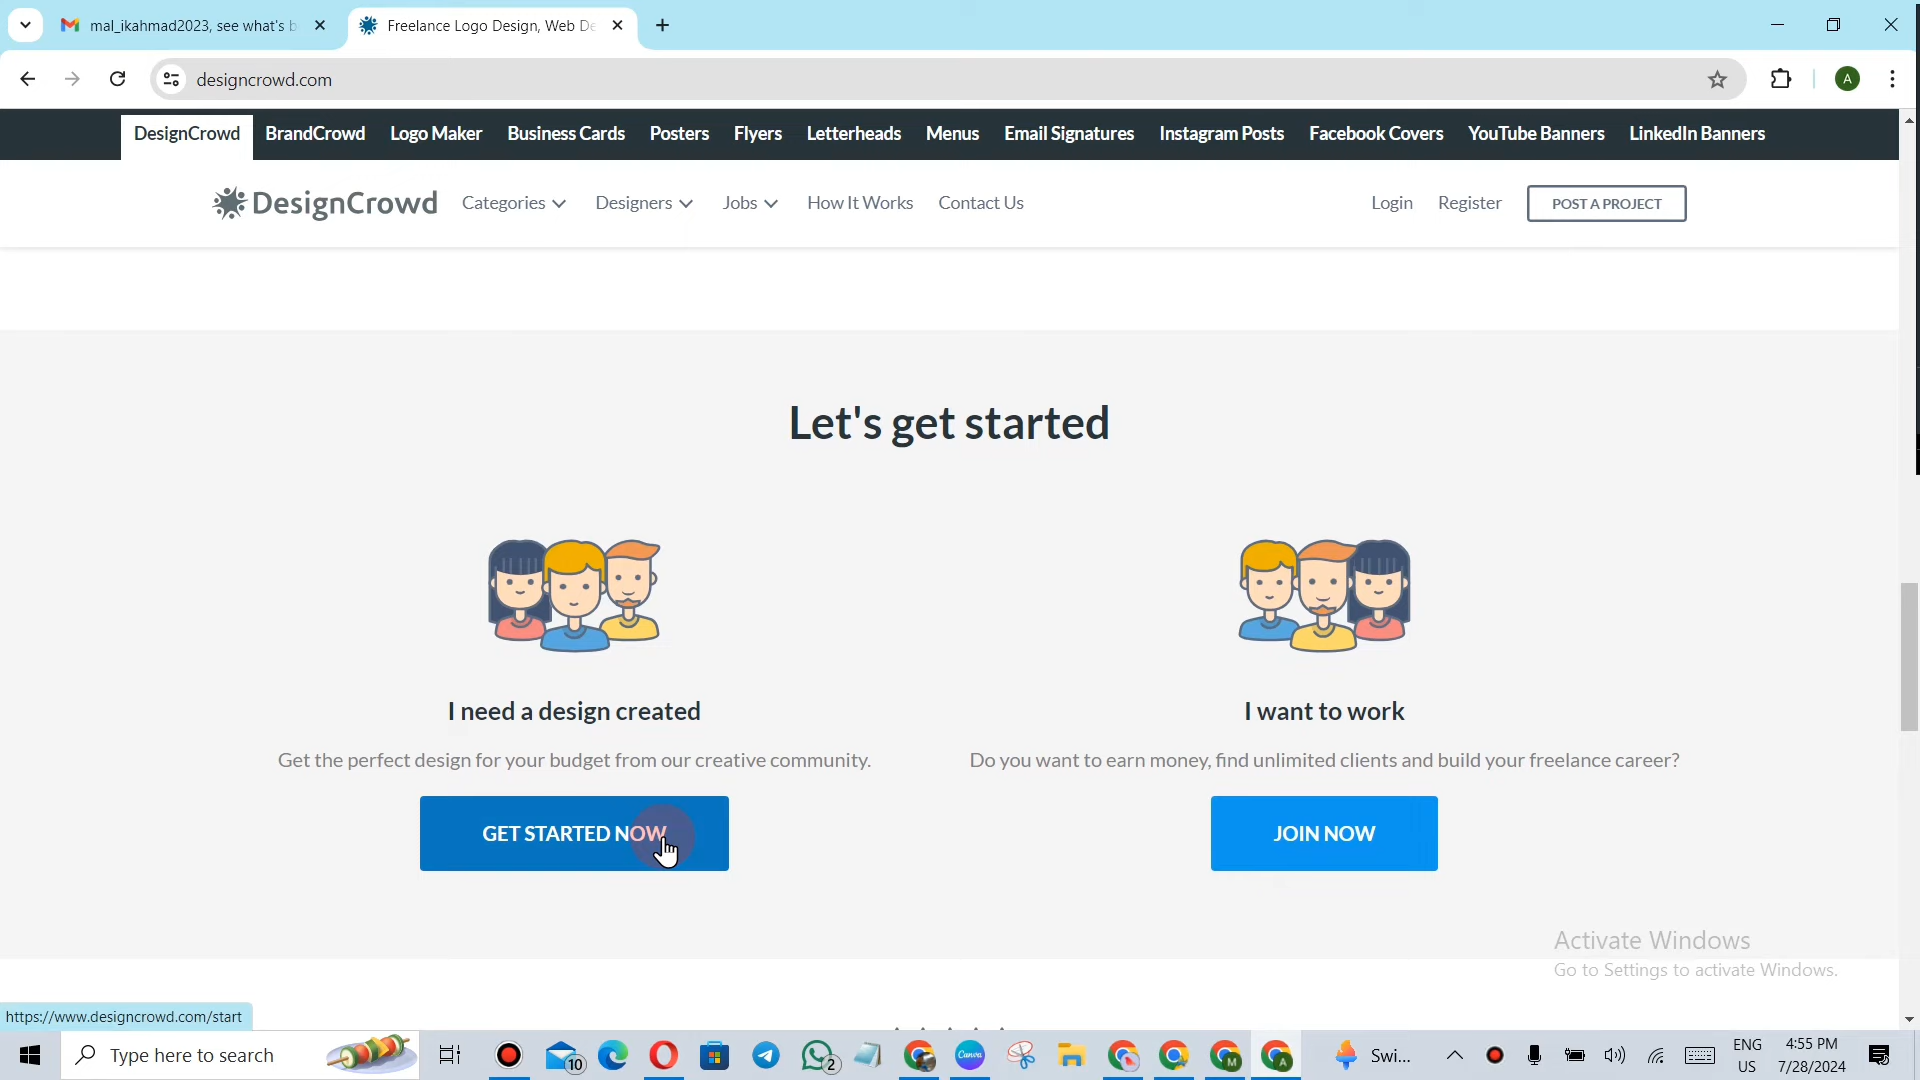 mal_ikahmad2023, see what's b
Freelance Logo Design, Web De
designcrowd.com
A
DesignCrowd BrandCrowd Logo Maker Business Cards Posters Flyers Letterheads Menus Email Signatures Instagram Posts Facebook Covers YouTube Banners LinkedIn Banners
DesignCrowd Categories Designers Jobs How It Works Contact Us Login Register POST A PROJECT
Let's get started
I need a design created
Get the perfect design for your budget from our creative community.
GET STARTED NOW
I want to work
Do you want to earn money, find unlimited clients and build your freelance career?
JOIN NOW
Activate Windows
Go to Settings to activate Windows.
https://www.designcrowd.com/start
Type here to search
10
2
Canva
M
A
Swi...
ENG
US
4:55 PM
7/28/2024